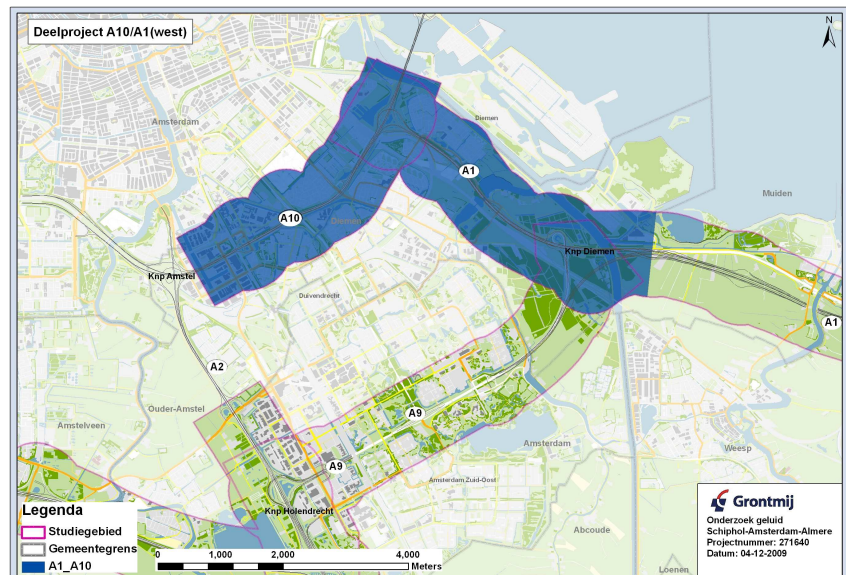 Deelproject A10/A1(west)
N
Amsterdam
Diemen
A1
Muiden
A10
Diemen
Knp Diemen
Knp Amstel
Duivendrecht
A1
A2
Ouder-Amstel
A9
Amstelveen
Amsterdam
Weesp
A9
Amsterdam Zuid-Oost
Knp Holendrecht
Abcoude
Loenen
Legenda
Studiegebied
Gemeentegrens
A1_A10
0 1,000 2,000 4,000
Meters
Grontmij
Onderzoek geluid
Schiphol-Amsterdam-Almere
Projectnummer: 271640
Datum: 04-12-2009